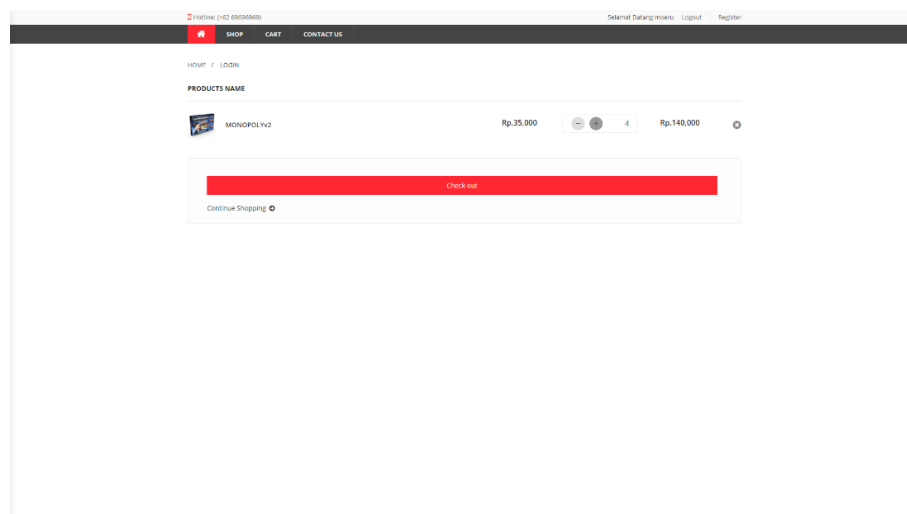 Hotline: (+62 69696969) Selamat Datang moeru Logout Register
SHOP CART CONTACT US
HOME / LOGIN
PRODUCTS NAME
MONOPOLYv2 Rp.35,000 − + 4 Rp.140,000
Check out
Continue Shopping